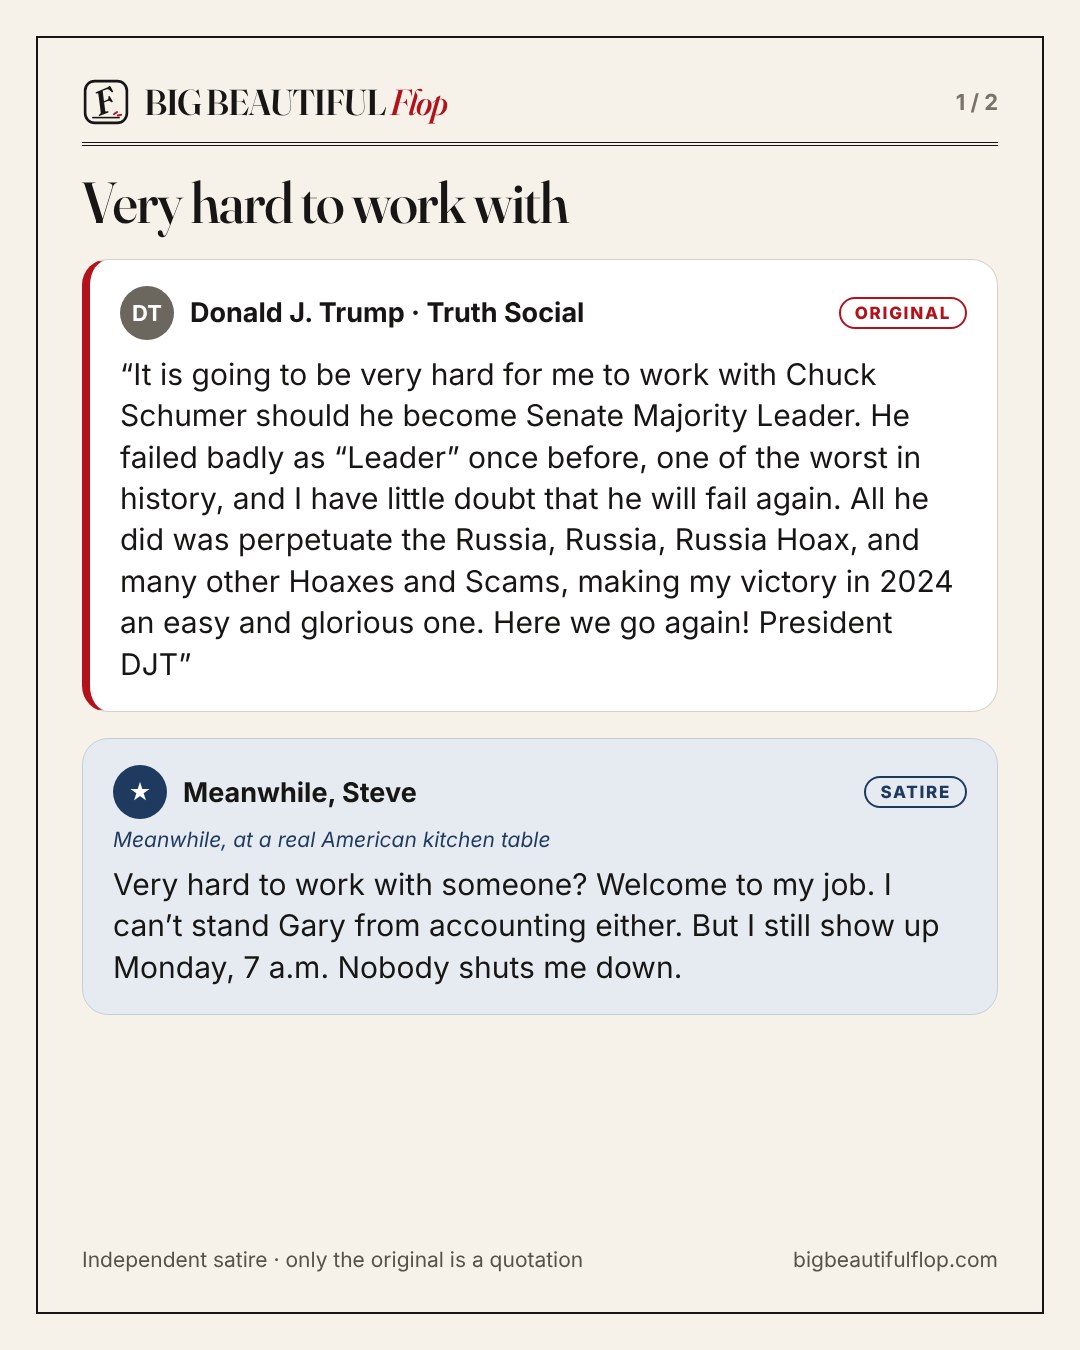 F
BIG BEAUTIFUL Flop
1 / 2
Very hard to work with
DT
Donald J. Trump · Truth Social
ORIGINAL
“It is going to be very hard for me to work with Chuck
Schumer should he become Senate Majority Leader. He
failed badly as “Leader” once before, one of the worst in
history, and I have little doubt that he will fail again. All he
did was perpetuate the Russia, Russia, Russia Hoax, and
many other Hoaxes and Scams, making my victory in 2024
an easy and glorious one. Here we go again! President
DJT”
Meanwhile, Steve
SATIRE
Meanwhile, at a real American kitchen table
Very hard to work with someone? Welcome to my job. I
can’t stand Gary from accounting either. But I still show up
Monday, 7 a.m. Nobody shuts me down.
Independent satire · only the original is a quotation
bigbeautifulflop.com